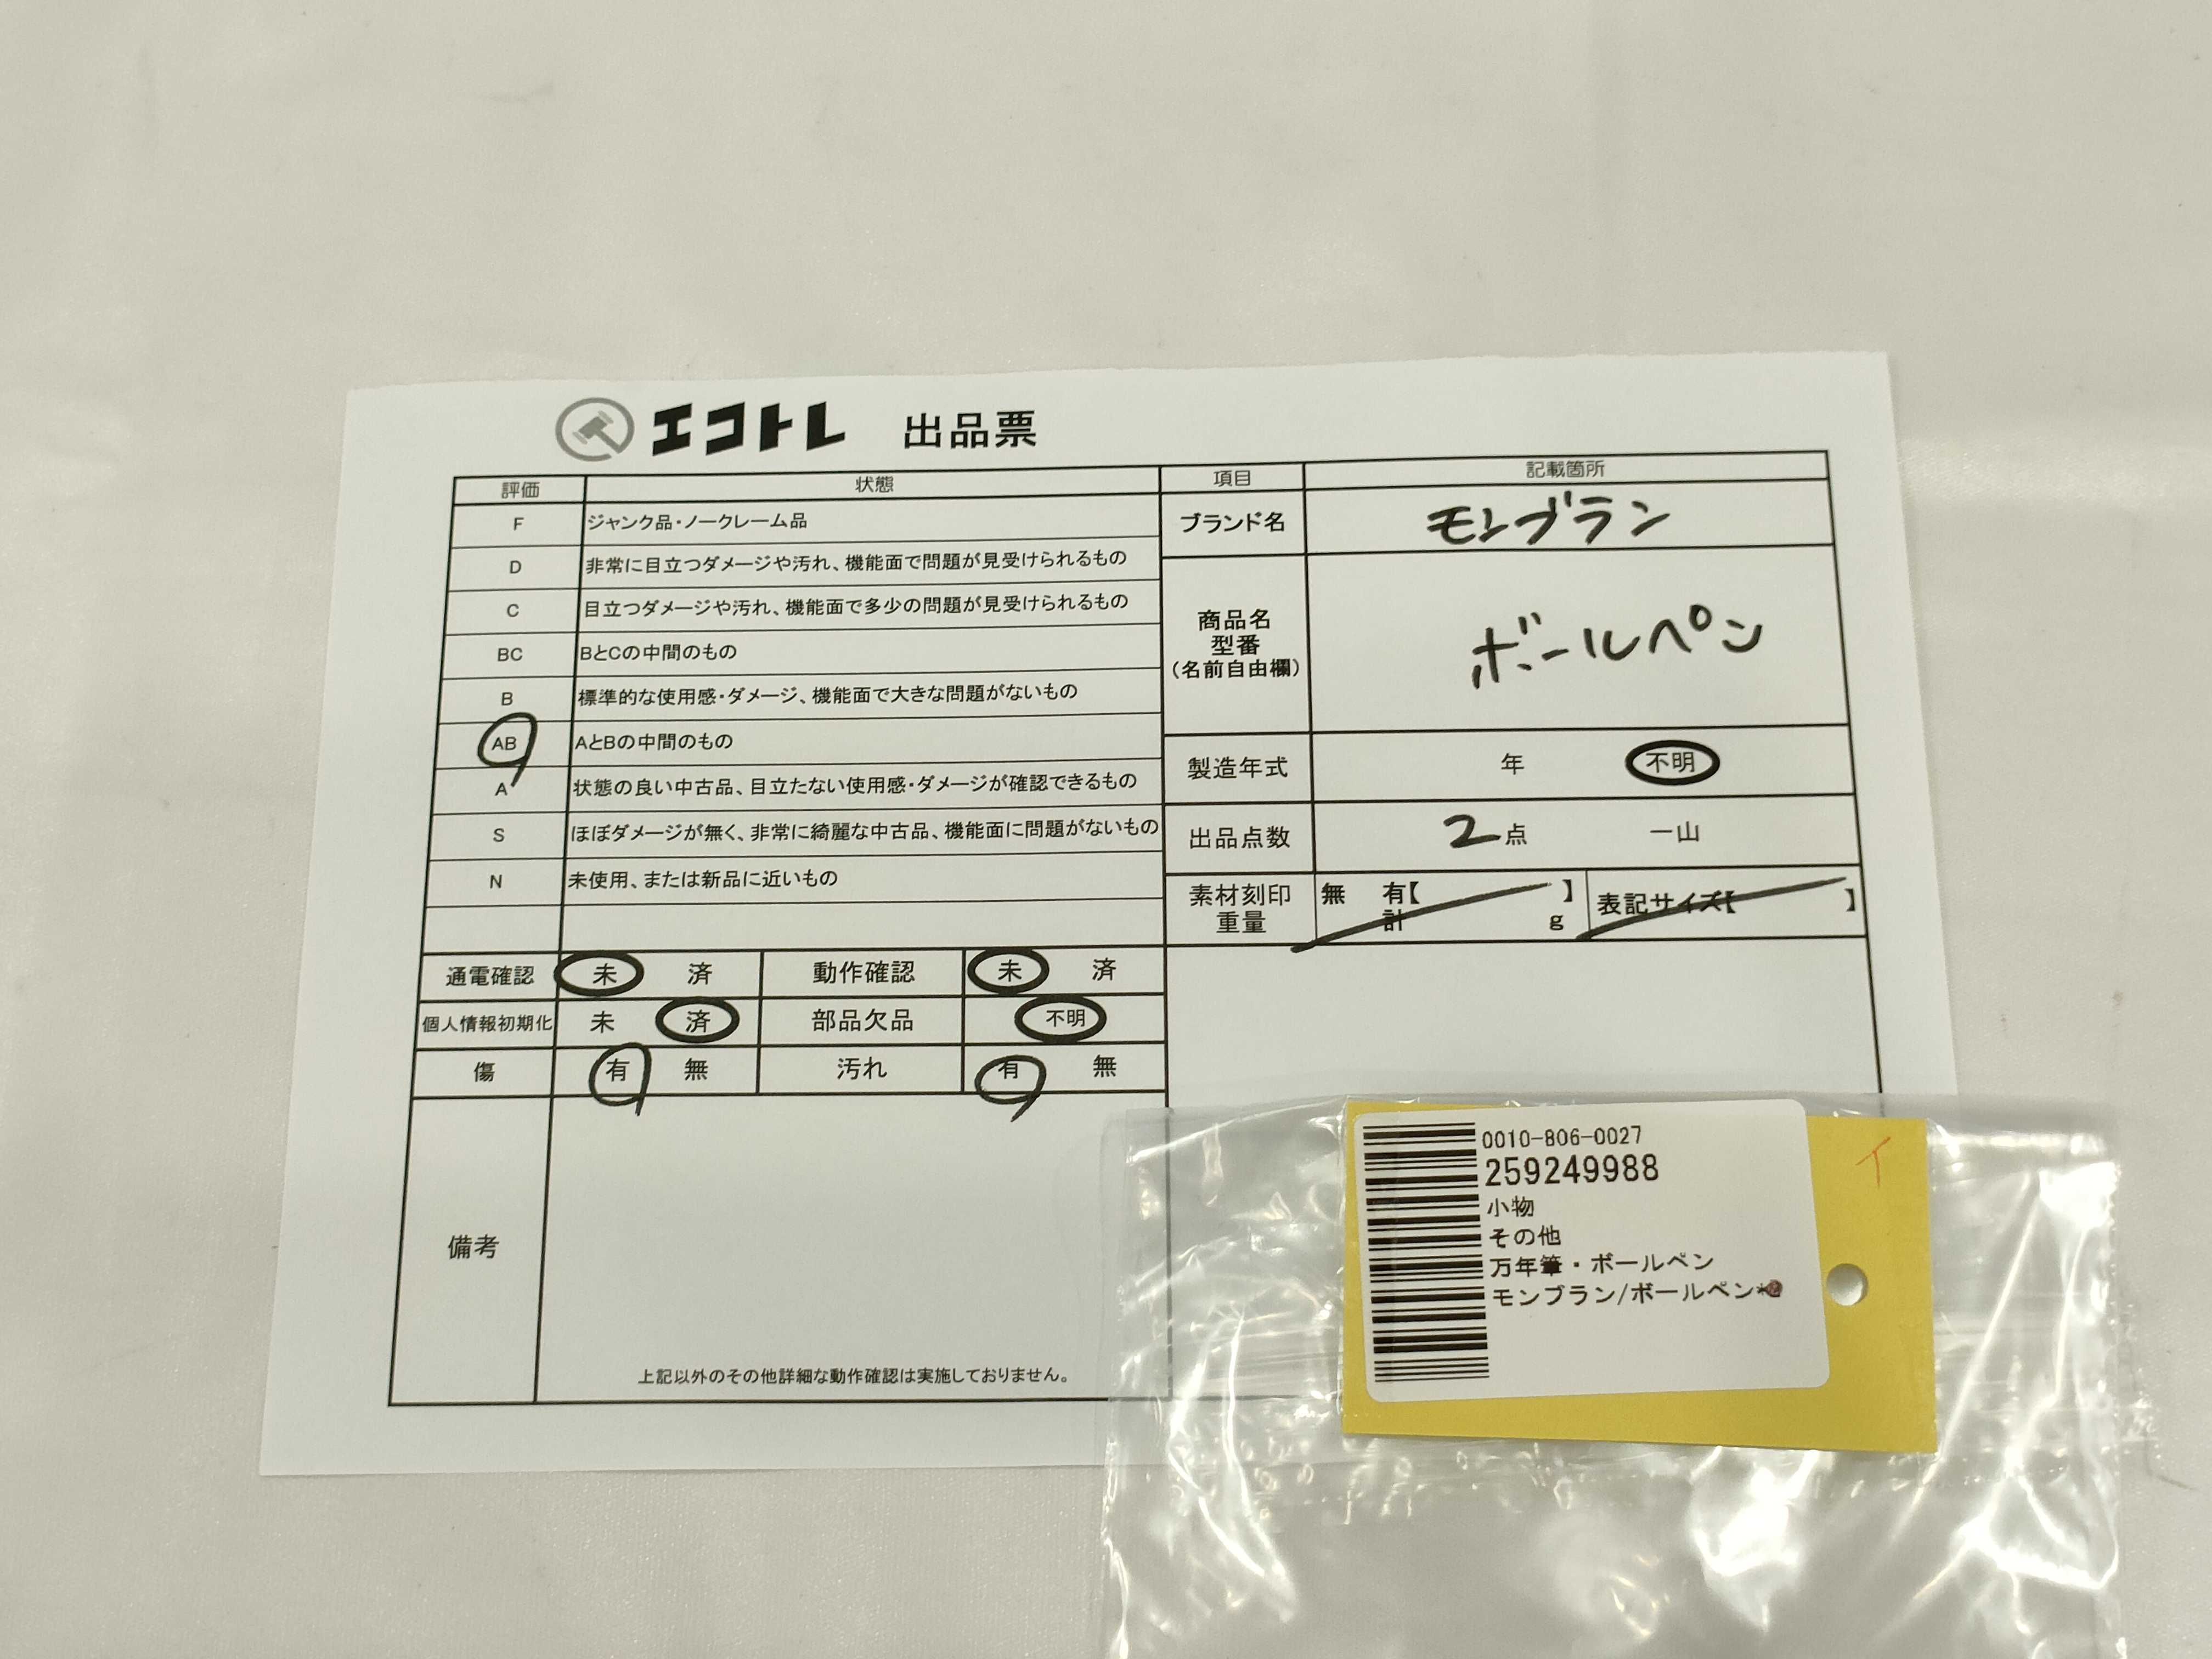 エコトレ 出品票
評価 状態
F ジャンク品・ノークレーム品
D 非常に目立つダメージや汚れ、機能面で問題が見受けられるもの
C 目立つダメージや汚れ、機能面で多少の問題が見受けられるもの
BC BとCの中間のもの
B 標準的な使用感・ダメージ、機能面で大きな問題がないもの
AB AとBの中間のもの
A 状態の良い中古品、目立たない使用感・ダメージが確認できるもの
S ほぼダメージが無く、非常に綺麗な中古品、機能面に問題がないもの
N 未使用、または新品に近いもの
項目 記載箇所
ブランド名 モンブラン
商品名
型番
(名前自由欄)
ボールペン
製造年式 年 不明
出品点数 2点 一山
素材刻印
重量
無 有【 】
計 g
表記サイズ【 】
通電確認 未 済 動作確認 未 済
個人情報初期化 未 済 部品欠品 不明
傷 有 無 汚れ 有 無
備考
上記以外のその他詳細な動作確認は実施しておりません。
0010-806-0027
259249988
小物
その他
万年筆・ボールペン
モンブラン/ボールペン*
イ